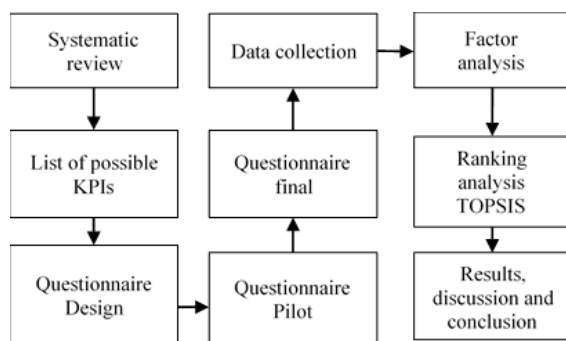 Systematic
review
List of possible
KPIs
Questionnaire
Design
Questionnaire
Pilot
Questionnaire
final
Data collection
Factor
analysis
Ranking
analysis
TOPSIS
Results,
discussion and
conclusion